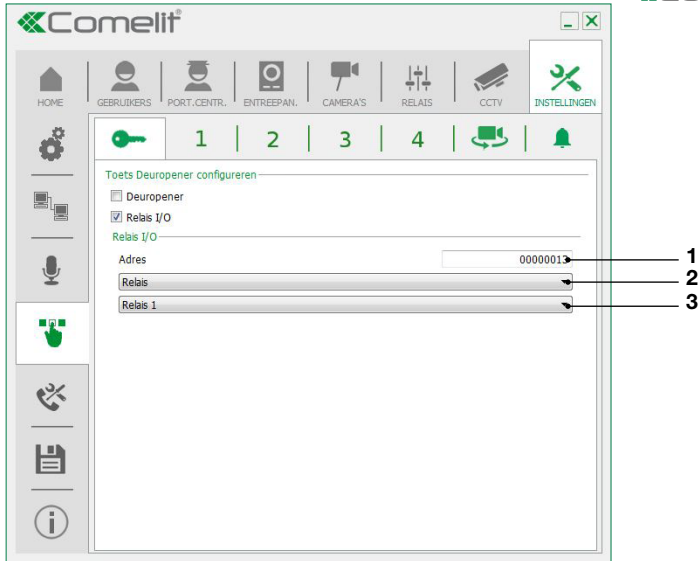 Comelit®
HOME
GEBRUIKERS
PORT.CENTR.
ENTREEPAN.
CAMERA'S
RELAIS
CCTV
INSTELLINGEN
1 2 3 4
Toets Deuropener configureren
Deuropener
Relais I/O
Relais I/O
Adres 00000013 1
Relais 2
Relais 1 3